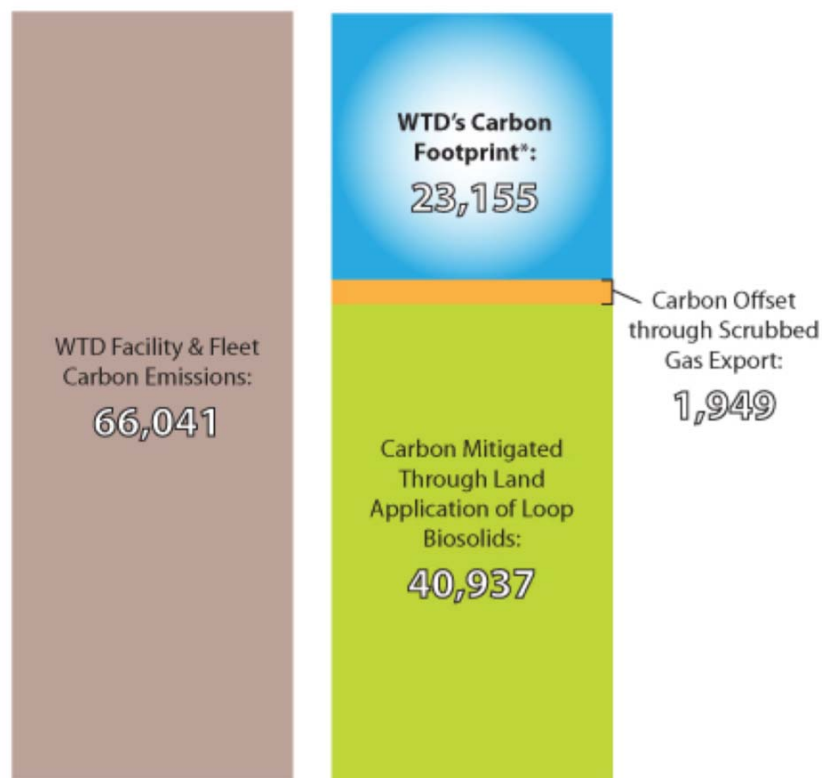 WTD Facility & Fleet
Carbon Emissions:
66,041
WTD's Carbon
Footprint*:
23,155
Carbon Offset
through Scrubbed
Gas Export:
1,949
Carbon Mitigated
Through Land
Application of Loop
Biosolids:
40,937